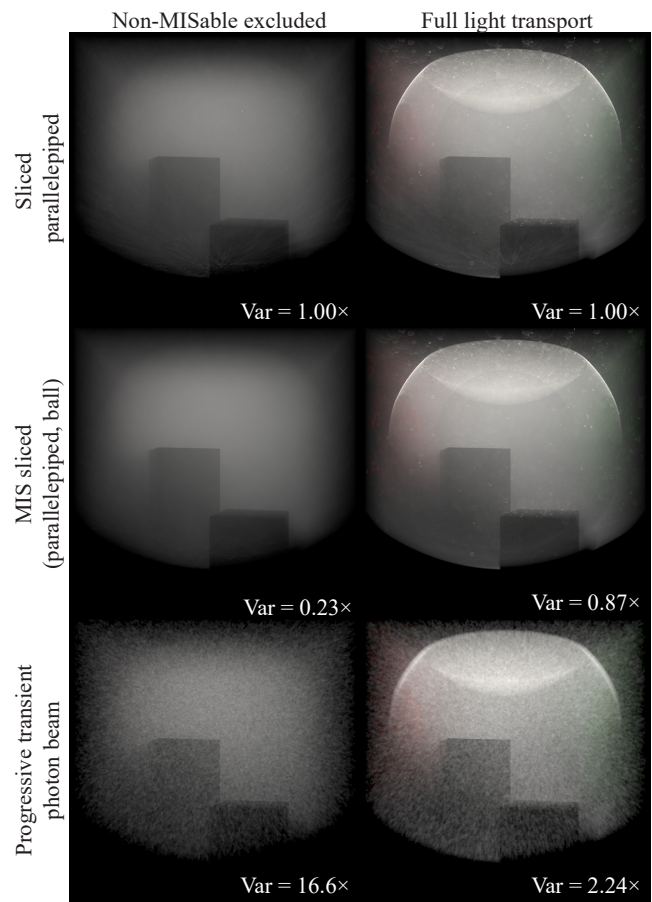 Non-MISable excluded
Full light transport
Sliced
parallelepiped
Var = 1.00×
Var = 1.00×
MIS sliced
(parallelepiped, ball)
Var = 0.23×
Var = 0.87×
Progressive transient
photon beam
Var = 16.6×
Var = 2.24×